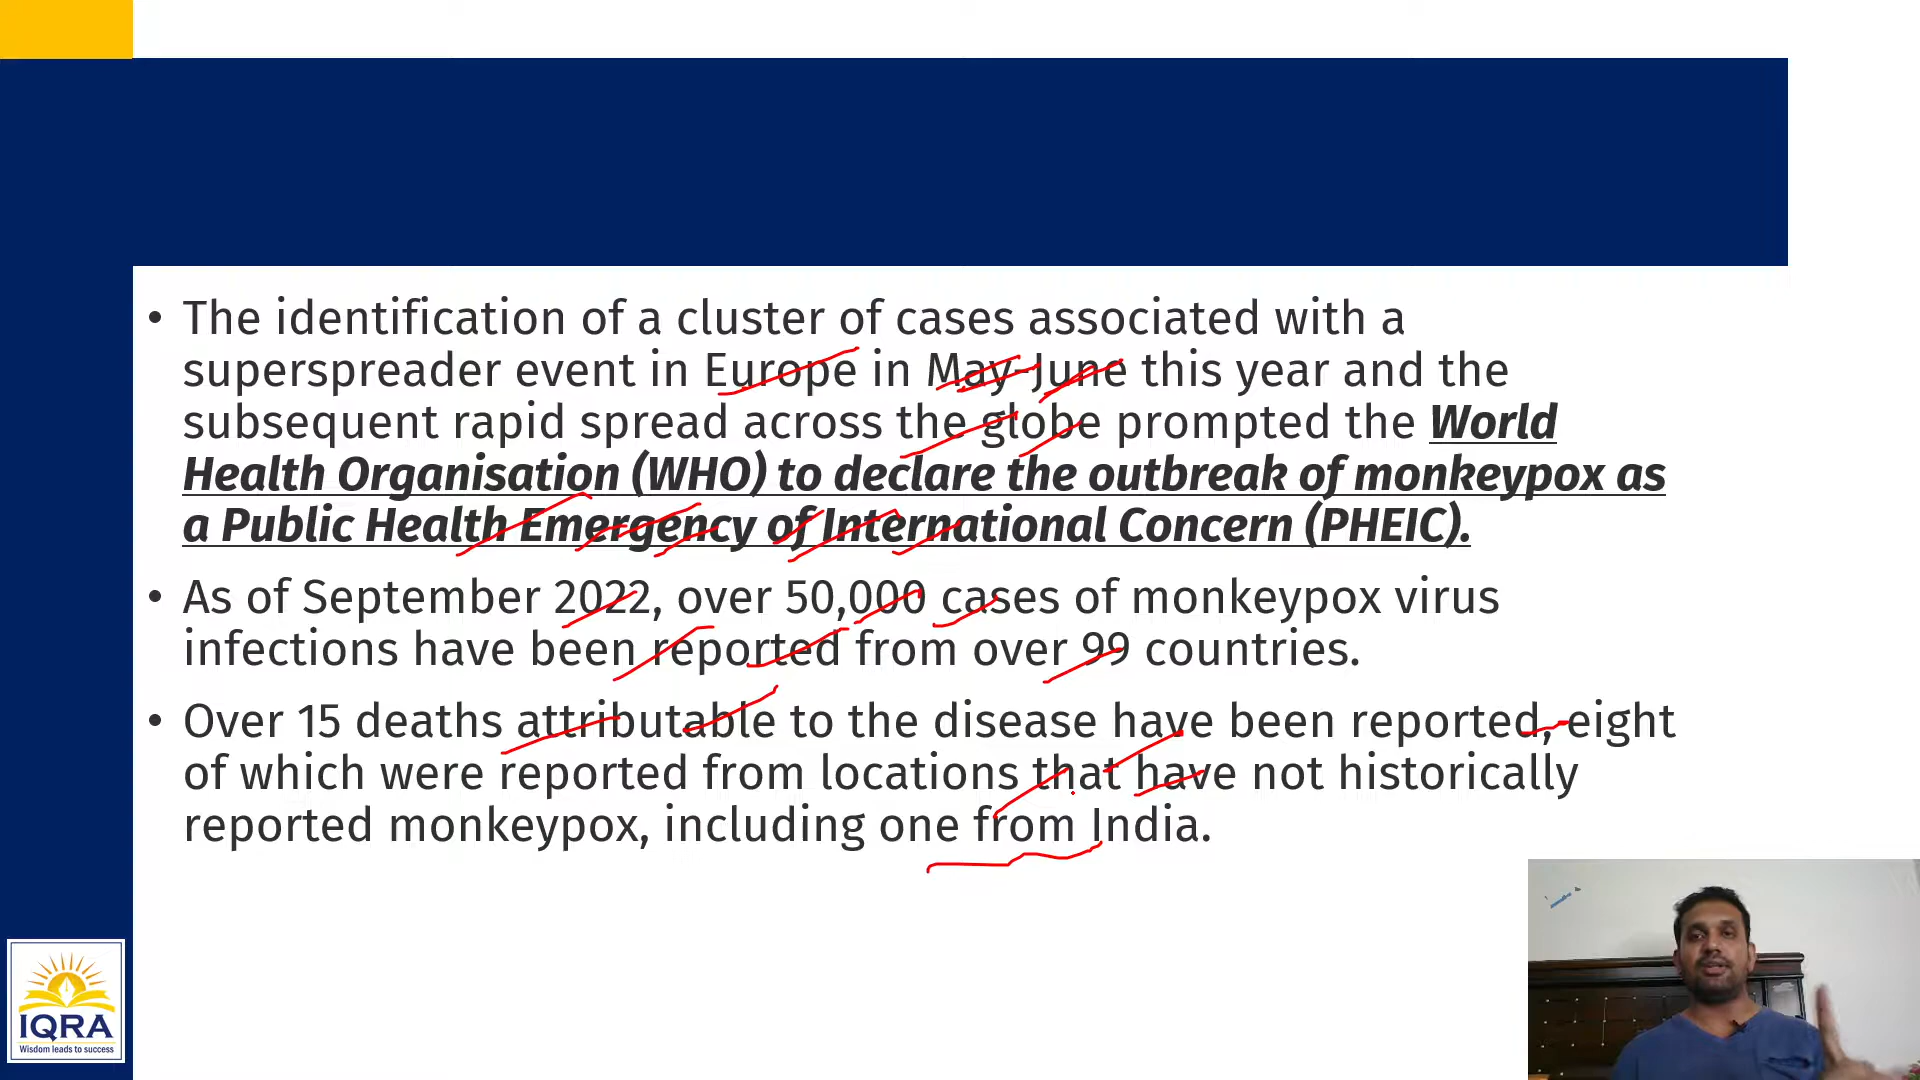 • The identification of a cluster of cases associated with a
superspreader event in Europe in May-June this year and the
subsequent rapid spread across the globe prompted the World
Health Organisation (WHO) to declare the outbreak of monkeypox as
a Public Health Emergency of International Concern (PHEIC).
• As of September 2022, over 50,000 cases of monkeypox virus
infections have been reported from over 99 countries.
• Over 15 deaths attributable to the disease have been reported, eight
of which were reported from locations that have not historically
reported monkeypox, including one from India.
IQRA
Wisdom leads to success